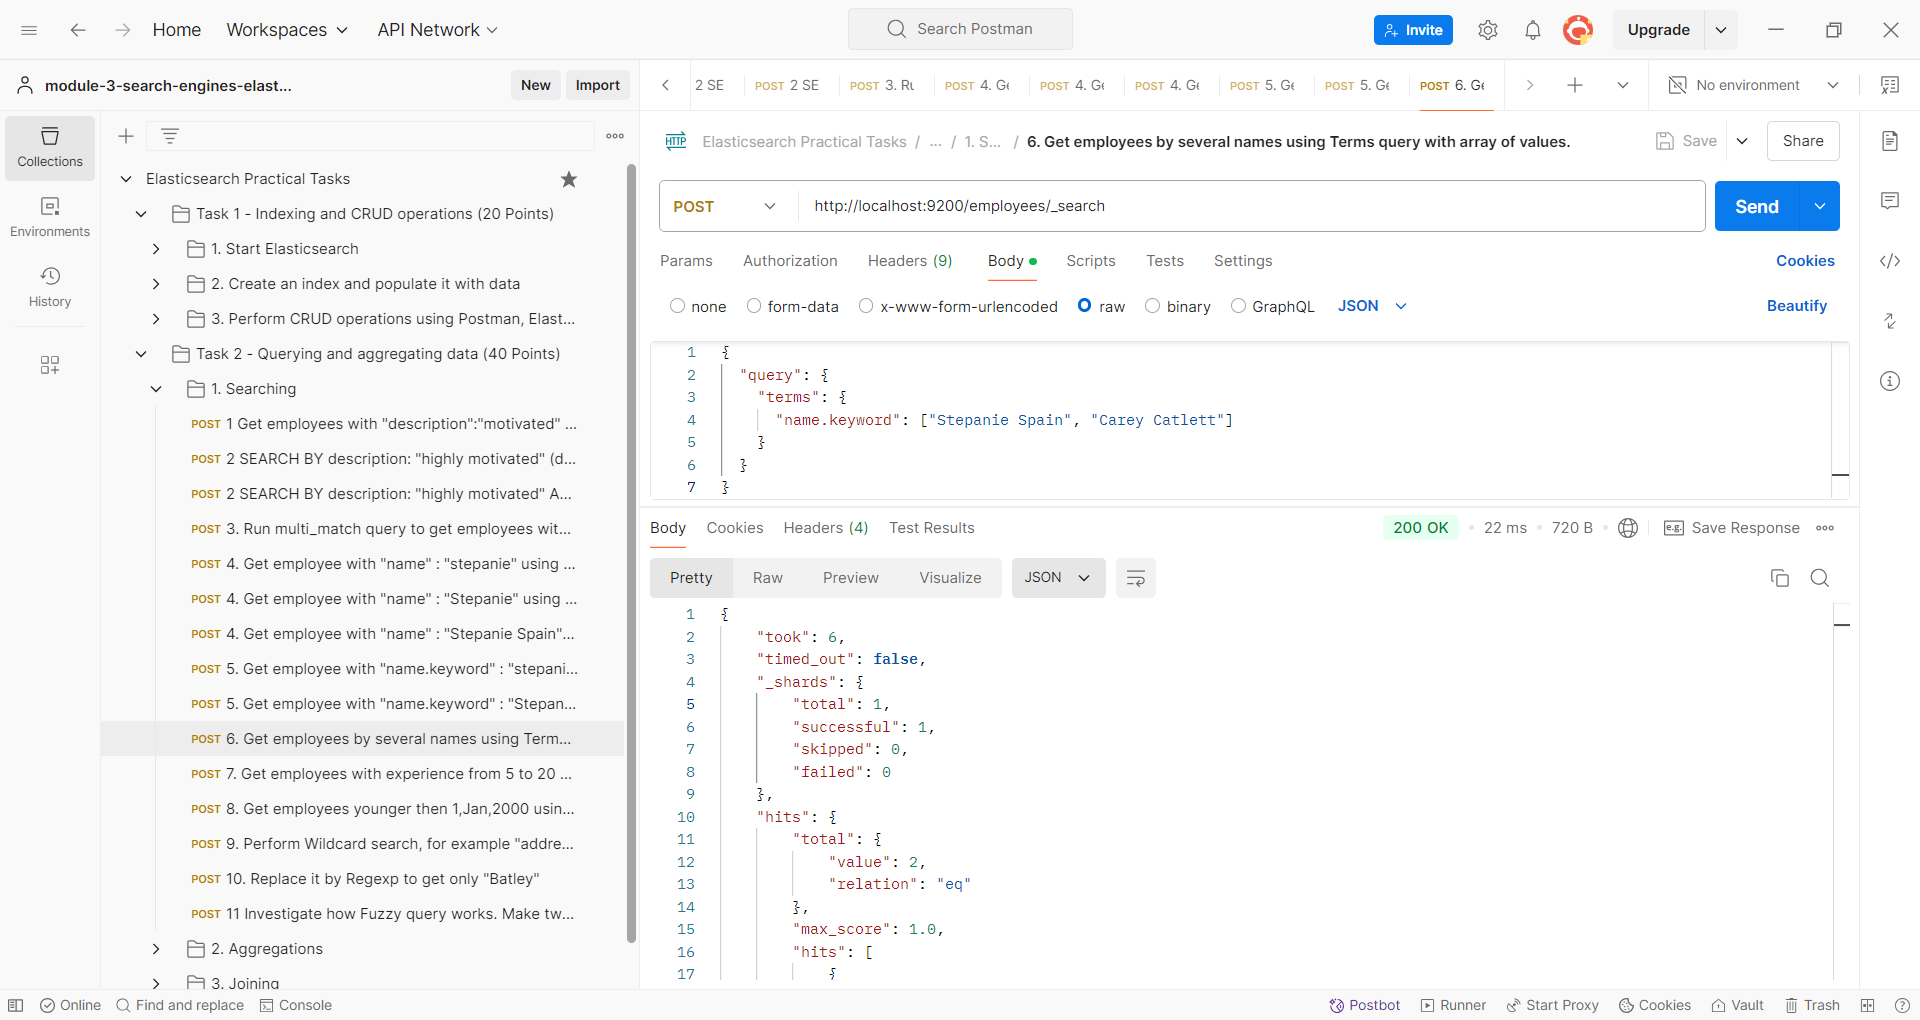 Home
Workspaces
API Network
Search Postman
Invite
Upgrade
module-3-search-engines-elast...
New
Import
2 SE
POST 2 SE
POST 3. Ru
POST 4. Ge
POST 4. Ge
POST 4. Ge
POST 5. Ge
POST 5. Ge
POST 6. Ge
No environment
Collections
Environments
History
Elasticsearch Practical Tasks
Task 1 - Indexing and CRUD operations (20 Points)
1. Start Elasticsearch
2. Create an index and populate it with data
3. Perform CRUD operations using Postman, Elast...
Task 2 - Querying and aggregating data (40 Points)
1. Searching
POST 1 Get employees with "description":"motivated" ...
POST 2 SEARCH BY description: "highly motivated" (d...
POST 2 SEARCH BY description: "highly motivated" A...
POST 3. Run multi_match query to get employees wit...
POST 4. Get employee with "name" : "stepanie" using ...
POST 4. Get employee with "name" : "Stepanie" using ...
POST 4. Get employee with "name" : "Stepanie Spain"...
POST 5. Get employee with "name.keyword" : "stepani...
POST 5. Get employee with "name.keyword" : "Stepan...
POST 6. Get employees by several names using Term...
POST 7. Get employees with experience from 5 to 20 ...
POST 8. Get employees younger then 1,Jan,2000 usin...
POST 9. Perform Wildcard search, for example "addre...
POST 10. Replace it by Regexp to get only "Batley"
POST 11 Investigate how Fuzzy query works. Make tw...
2. Aggregations
3. Joining
HTTP
Elasticsearch Practical Tasks / ... / 1. S... / 6. Get employees by several names using Terms query with array of values.
Save
Share
POST
http://localhost:9200/employees/_search
Send
Params
Authorization
Headers (9)
Body
Scripts
Tests
Settings
Cookies
none
form-data
x-www-form-urlencoded
raw
binary
GraphQL
JSON
Beautify
1 {
2 "query": {
3 "terms": {
4 "name.keyword": ["Stepanie Spain", "Carey Catlett"]
5 }
6 }
7 }
Body
Cookies
Headers (4)
Test Results
200 OK
22 ms
720 B
e.g. Save Response
Pretty
Raw
Preview
Visualize
JSON
1 {
2 "took": 6,
3 "timed_out": false,
4 "_shards": {
5 "total": 1,
6 "successful": 1,
7 "skipped": 0,
8 "failed": 0
9 },
10 "hits": {
11 "total": {
12 "value": 2,
13 "relation": "eq"
14 },
15 "max_score": 1.0,
16 "hits": [
17 {
Online
Find and replace
Console
Postbot
Runner
Start Proxy
Cookies
Vault
Trash